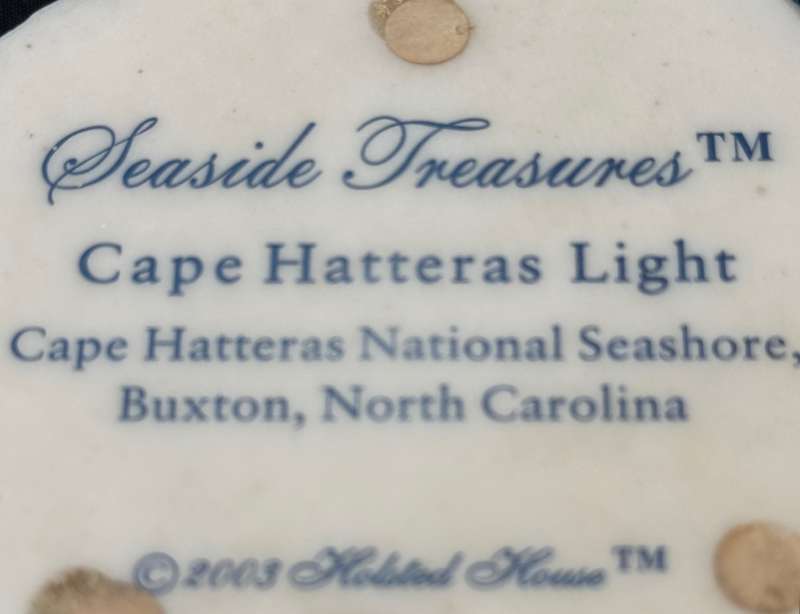 Seaside Treasures™
Cape Hatteras Light
Cape Hatteras National Seashore,
Buxton, North Carolina
©2003 Holsted House™